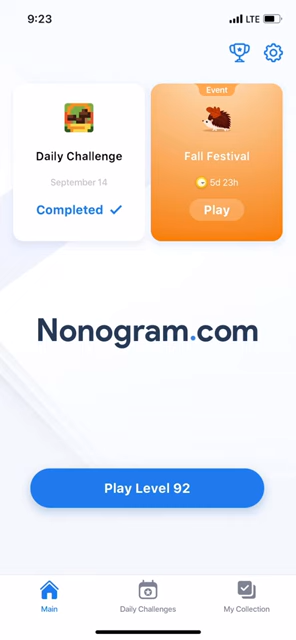 9:23
LTE
Event
Daily Challenge
Fall Festival
September 14
5d 23h
Completed
Play
Nonogram.com
Play Level 92
Main
Daily Challenges
My Collection